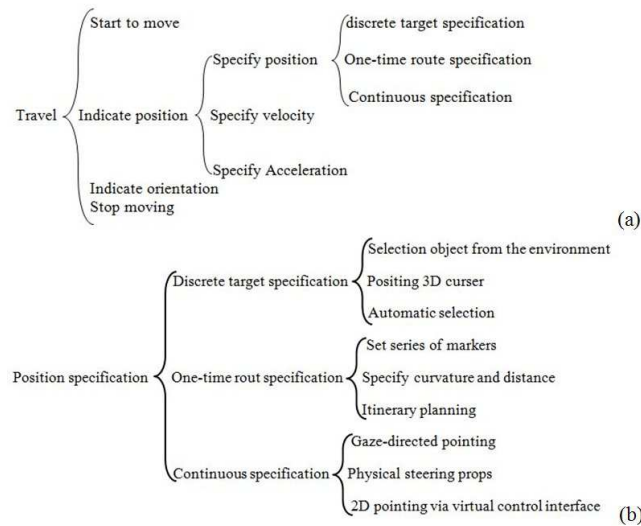 Start to move
discrete target specification
Specify position
One-time route specification
Continuous specification
Travel
Indicate position
Specify velocity
Specify Acceleration
Indicate orientation
Stop moving
(a)
Selection object from the environment
Discrete target specification
Positing 3D curser
Automatic selection
Set series of markers
Position specification
One-time rout specification
Specify curvature and distance
Itinerary planning
Gaze-directed pointing
Continuous specification
Physical steering props
2D pointing via virtual control interface
(b)